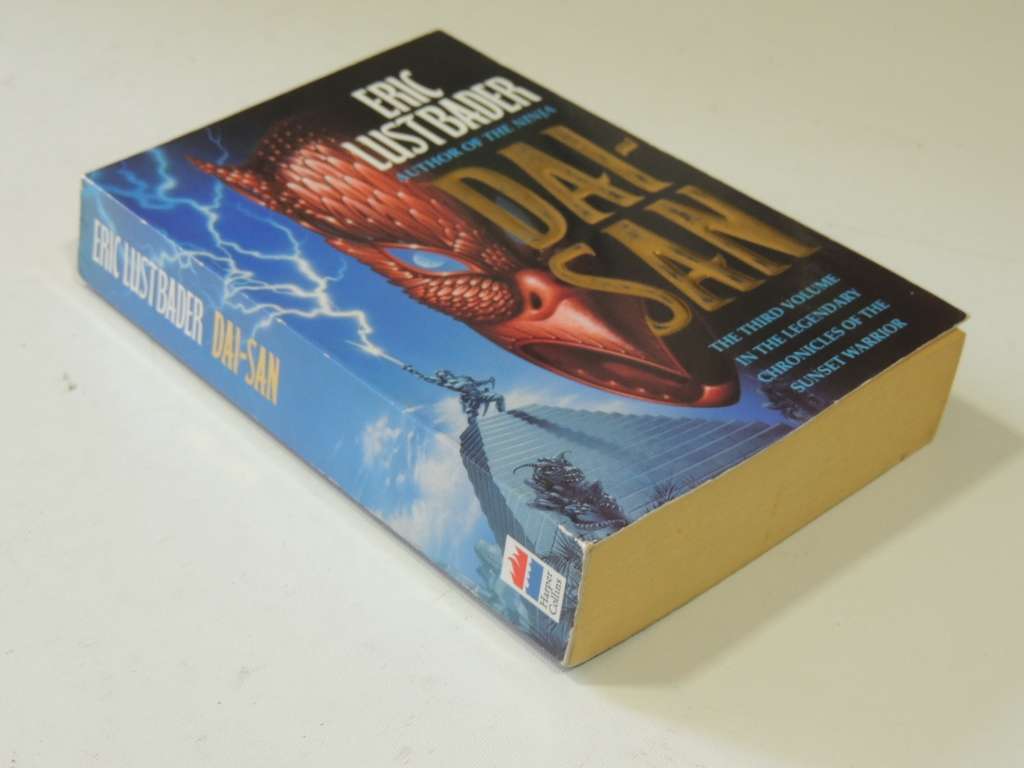 ERIC
LUSTBADER
AUTHOR OF THE NINJA
DAI-
SAN
THE THIRD VOLUME
IN THE LEGENDARY
CHRONICLES OF THE
SUNSET WARRIOR
ERIC LUSTBADER DAI-SAN
Harper
Collins